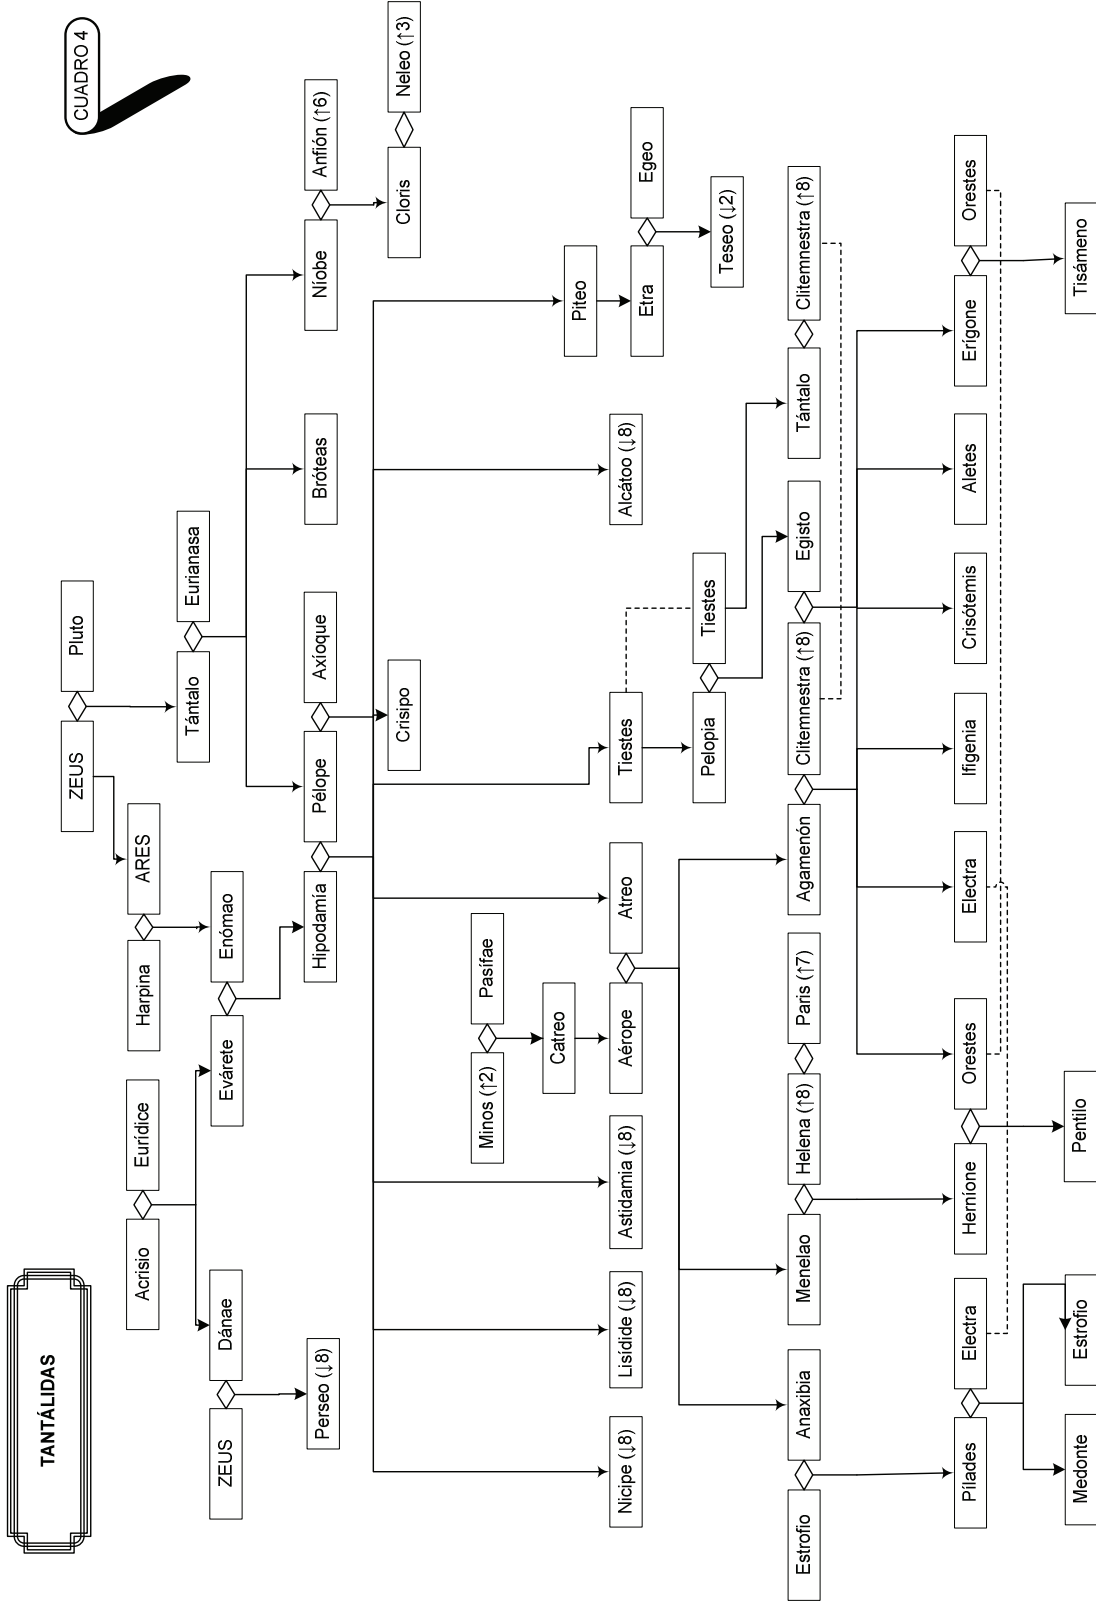 TANTÁLIDAS
CUADRO 4
ZEUS
Pluto
Acrisio
Eurídice
Harpina
ARES
Tántalo
Eurianasa
ZEUS
Dánae
Evárete
Enómao
Perseo (↓8)
Hipodamía
Pélope
Axíoque
Bróteas
Níobe
Anfión (↑6)
Crisipo
Cloris
Neleo (↑3)
Minos (↑2)
Pasífae
Catreo
Piteo
Nicipe (↓8)
Lisídide (↓8)
Astidamia (↓8)
Aérope
Atreo
Tiestes
Alcátoo (↓8)
Etra
Egeo
Pelopia
Tiestes
Teseo (↓2)
Estrofio
Anaxibia
Menelao
Helena (↑8)
Paris (↑7)
Agamenón
Clitemnestra (↑8)
Egisto
Tántalo
Clitemnestra (↑8)
Pílades
Electra
Herníone
Orestes
Electra
Ifigenia
Crisótemis
Aletes
Erígone
Orestes
Medonte
Estrofio
Pentilo
Tisámeno